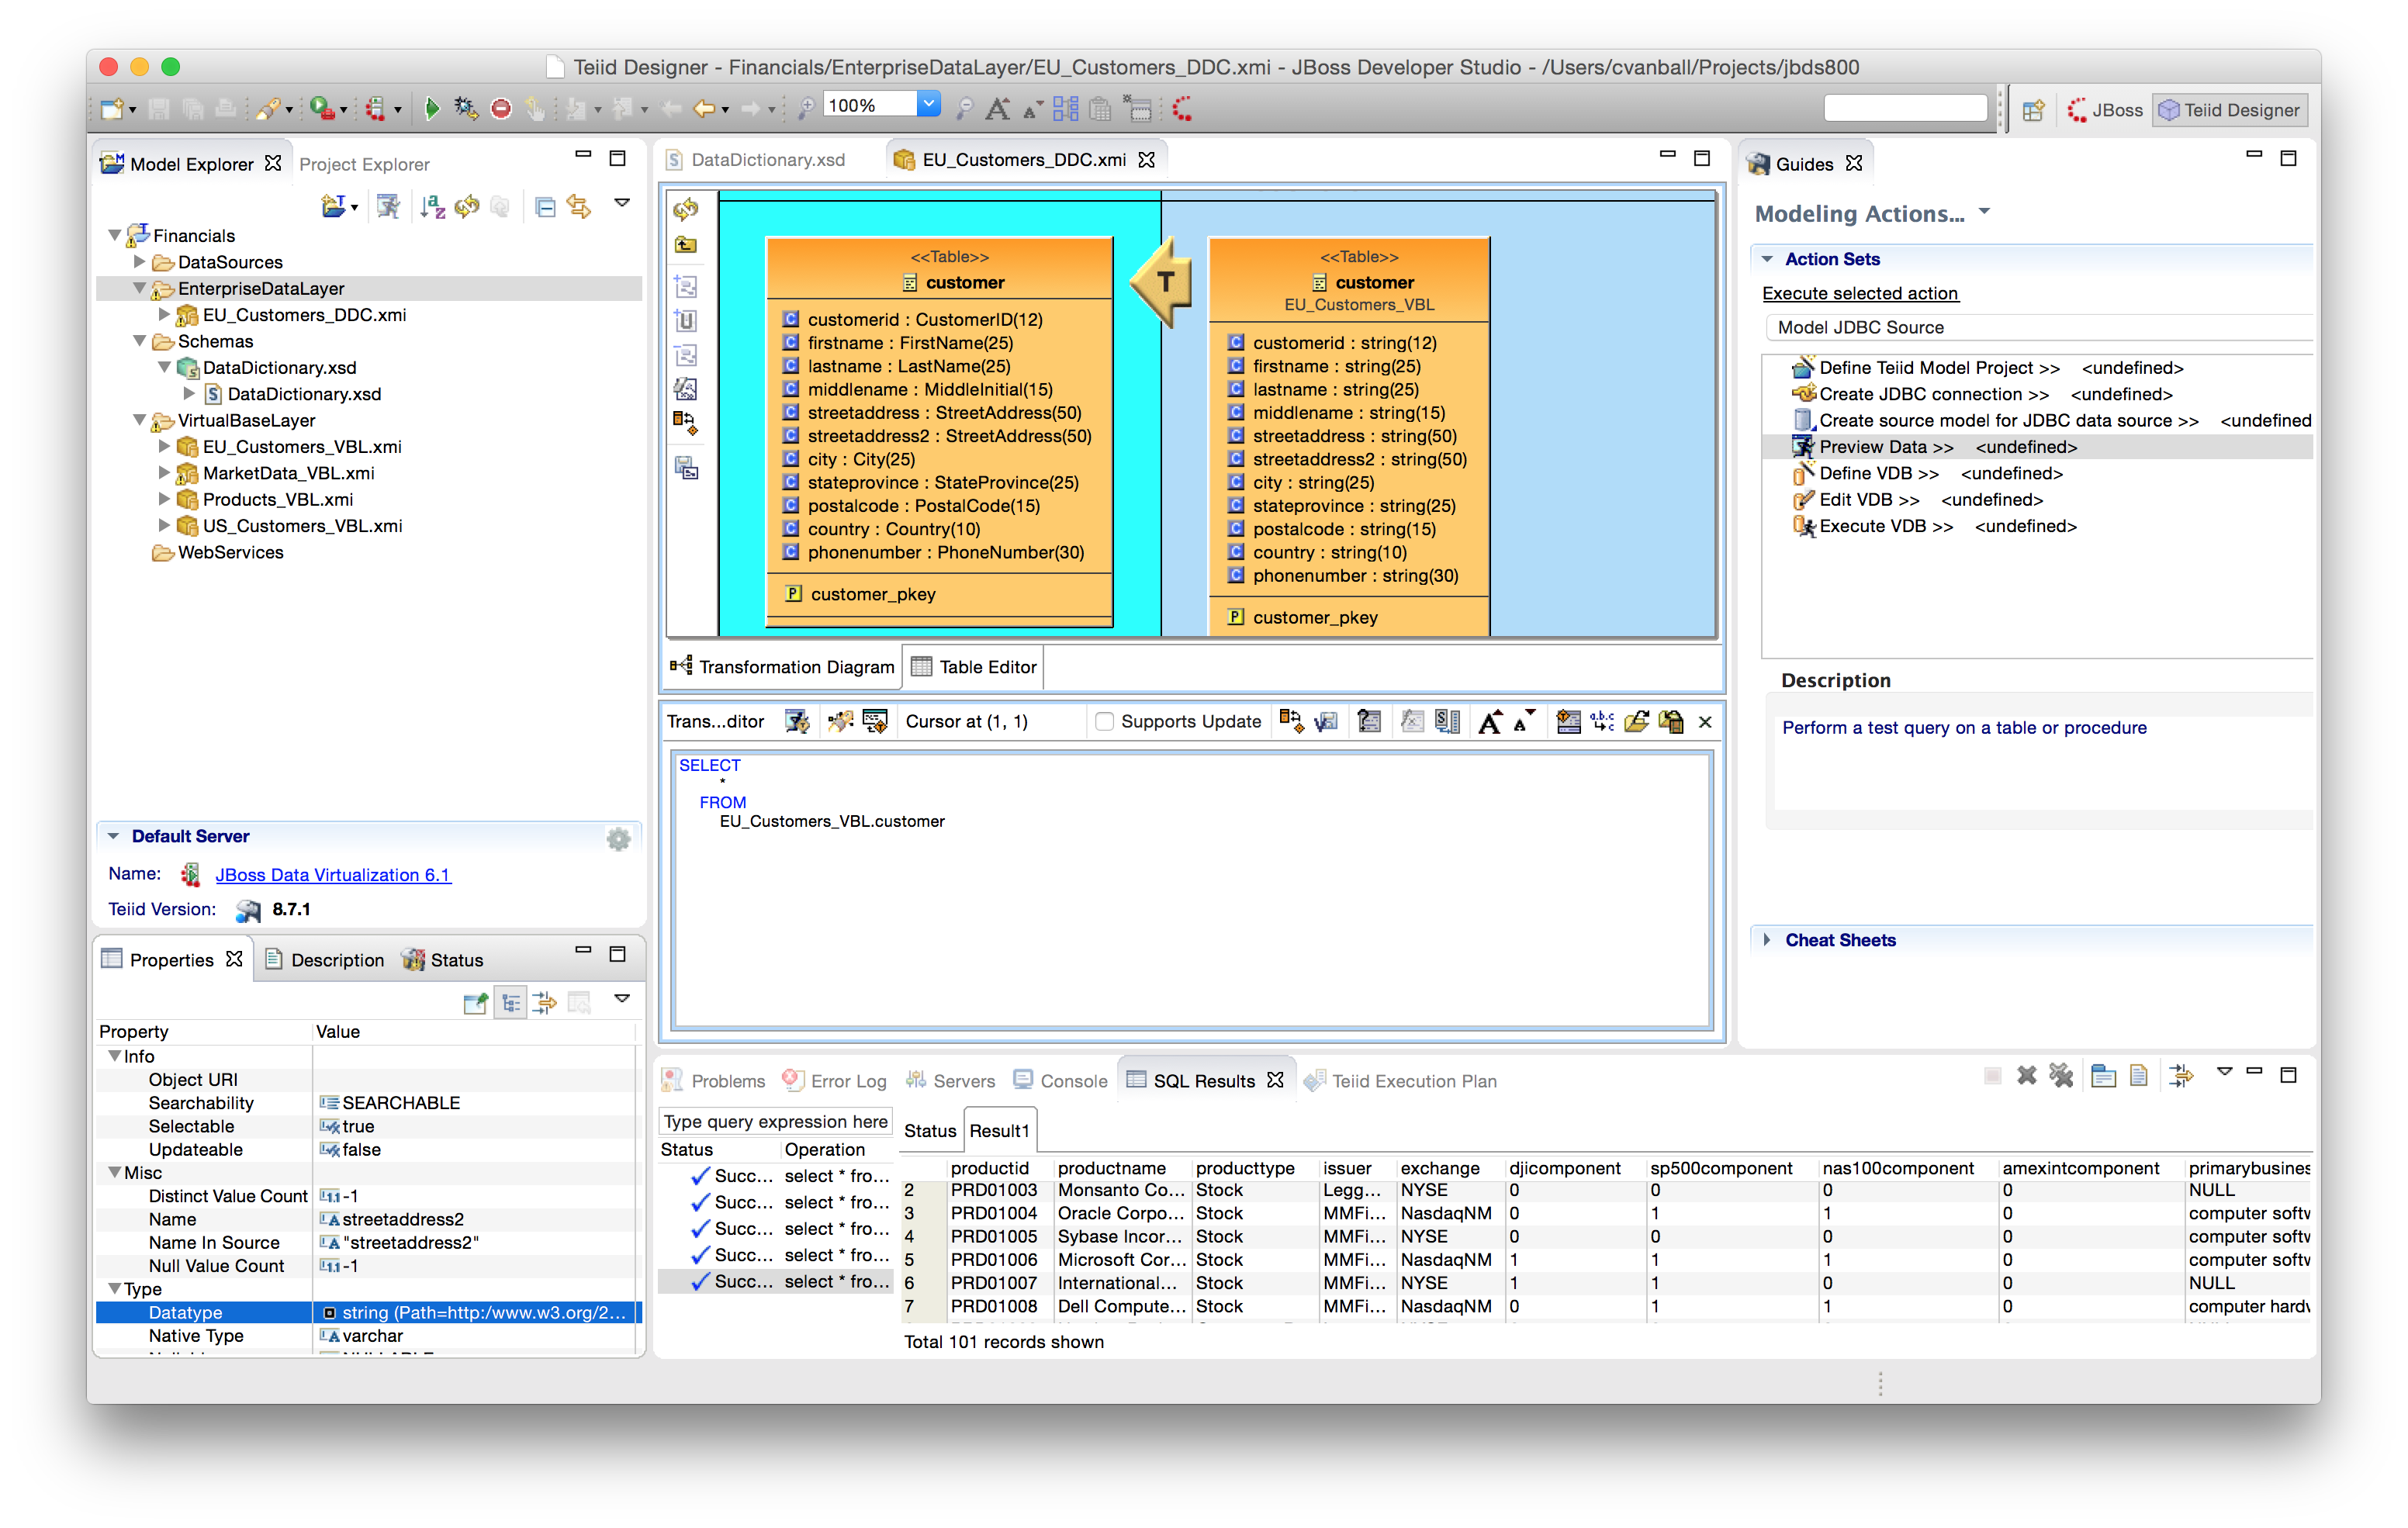 Teiid Designer - Financials/EnterpriseDataLayer/EU_Customers_DDC.xmi - JBoss Developer Studio - /Users/cvanball/Projects/jbds800
100%
JBoss
Teiid Designer
Model Explorer
Project Explorer
Financials
DataSources
EnterpriseDataLayer
EU_Customers_DDC.xmi
Schemas
DataDictionary.xsd
DataDictionary.xsd
VirtualBaseLayer
EU_Customers_VBL.xmi
MarketData_VBL.xmi
Products_VBL.xmi
US_Customers_VBL.xmi
WebServices
Default Server
Name: JBoss Data Virtualization 6.1
Teiid Version: 8.7.1
Properties
Description
Status
Property Value
Info
Object URI
Searchability SEARCHABLE
Selectable true
Updateable false
Misc
Distinct Value Count -1
Name streetaddress2
Name In Source "streetaddress2"
Null Value Count -1
Type
Datatype string (Path=http:/www.w3.org/2...
Native Type varchar
DataDictionary.xsd
EU_Customers_DDC.xmi
<<Table>>
customer
customerid : CustomerID(12)
firstname : FirstName(25)
lastname : LastName(25)
middlename : MiddleInitial(15)
streetaddress : StreetAddress(50)
streetaddress2 : StreetAddress(50)
city : City(25)
stateprovince : StateProvince(25)
postalcode : PostalCode(15)
country : Country(10)
phonenumber : PhoneNumber(30)
customer_pkey
T
<<Table>>
customer
EU_Customers_VBL
customerid : string(12)
firstname : string(25)
lastname : string(25)
middlename : string(15)
streetaddress : string(50)
streetaddress2 : string(50)
city : string(25)
stateprovince : string(25)
postalcode : string(15)
country : string(10)
phonenumber : string(30)
customer_pkey
Transformation Diagram
Table Editor
Trans...ditor
Cursor at (1, 1)
Supports Update
SELECT
*
FROM
EU_Customers_VBL.customer
Guides
Modeling Actions...
Action Sets
Execute selected action
Model JDBC Source
Define Teiid Model Project >> <undefined>
Create JDBC connection >> <undefined>
Create source model for JDBC data source >> <undefined
Preview Data >> <undefined>
Define VDB >> <undefined>
Edit VDB >> <undefined>
Execute VDB >> <undefined>
Description
Perform a test query on a table or procedure
Cheat Sheets
Problems
Error Log
Servers
Console
SQL Results
Teiid Execution Plan
Type query expression here
Status Operation
Succ... select * fro...
Succ... select * fro...
Succ... select * fro...
Succ... select * fro...
Succ... select * fro...
Status
Result1
productid productname producttype issuer exchange djicomponent sp500component nas100component amexintcomponent primarybusines
2 PRD01003 Monsanto Co... Stock Legg... NYSE 0 0 0 0 NULL
3 PRD01004 Oracle Corpo... Stock MMFi... NasdaqNM 0 1 1 0 computer softw
4 PRD01005 Sybase Incor... Stock MMFi... NYSE 0 0 0 0 computer softw
5 PRD01006 Microsoft Cor... Stock MMFi... NasdaqNM 1 1 1 0 computer softw
6 PRD01007 International... Stock MMFi... NYSE 1 1 0 0 NULL
7 PRD01008 Dell Compute... Stock MMFi... NasdaqNM 0 1 1 0 computer hardw
Total 101 records shown